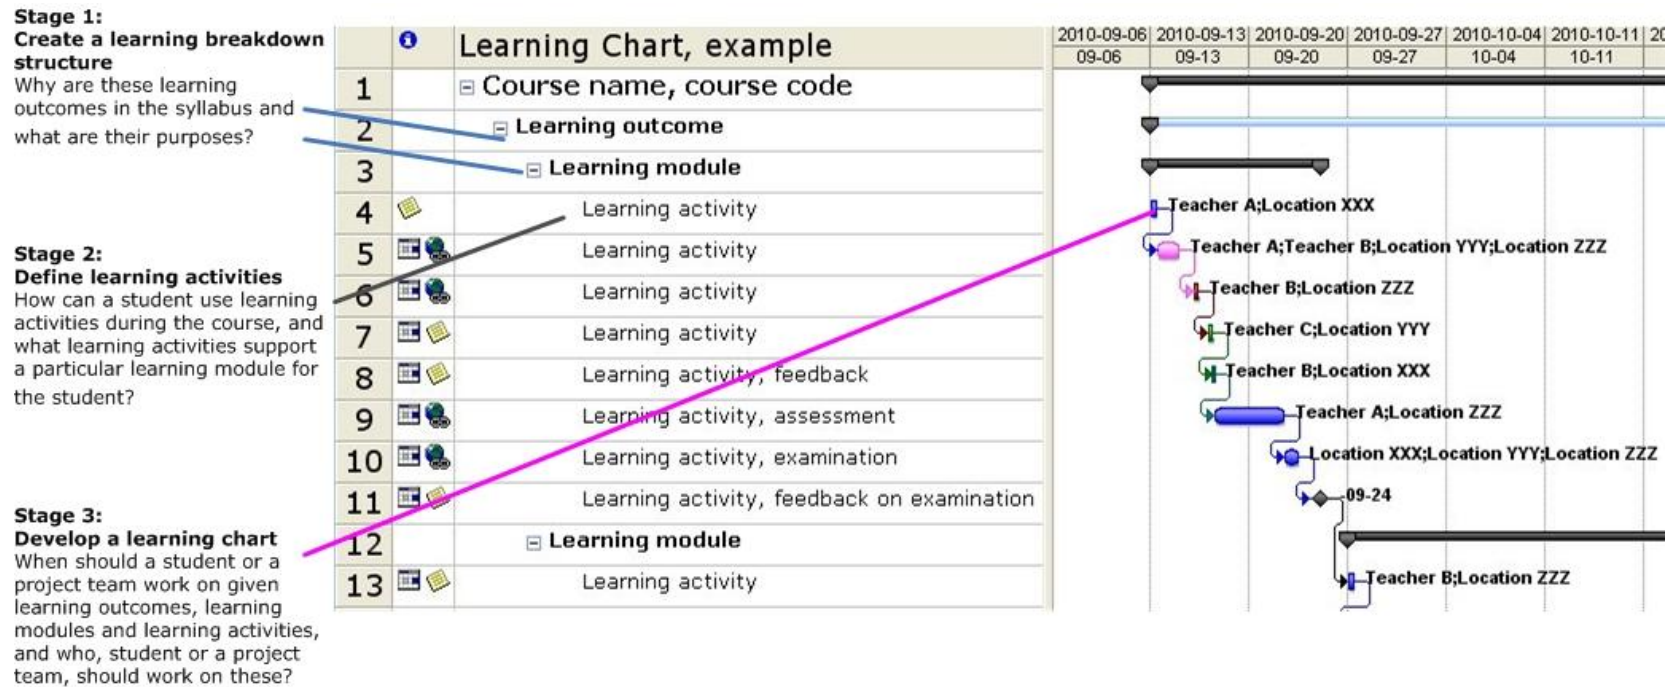 Stage 1:
Create a learning breakdown
structure
Why are these learning
outcomes in the syllabus and
what are their purposes?
Stage 2:
Define learning activities
How can a student use learning
activities during the course, and
what learning activities support
a particular learning module for
the student?
Stage 3:
Develop a learning chart
When should a student or a
project team work on given
learning outcomes, learning
modules and learning activities,
and who, student or a project
team, should work on these?
Learning Chart, example
2010-09-06 2010-09-13 2010-09-20 2010-09-27 2010-10-04 2010-10-11 20
09-06 09-13 09-20 09-27 10-04 10-11
1 Course name, course code
2 Learning outcome
3 Learning module
4 Learning activity Teacher A;Location XXX
5 Learning activity Teacher A;Teacher B;Location YYY;Location ZZZ
6 Learning activity Teacher B;Location ZZZ
7 Learning activity Teacher C;Location YYY
8 Learning activity, feedback Teacher B;Location XXX
9 Learning activity, assessment Teacher A;Location ZZZ
10 Learning activity, examination Location XXX;Location YYY;Location ZZZ
11 Learning activity, feedback on examination 09-24
12 Learning module
13 Learning activity Teacher B;Location ZZZ